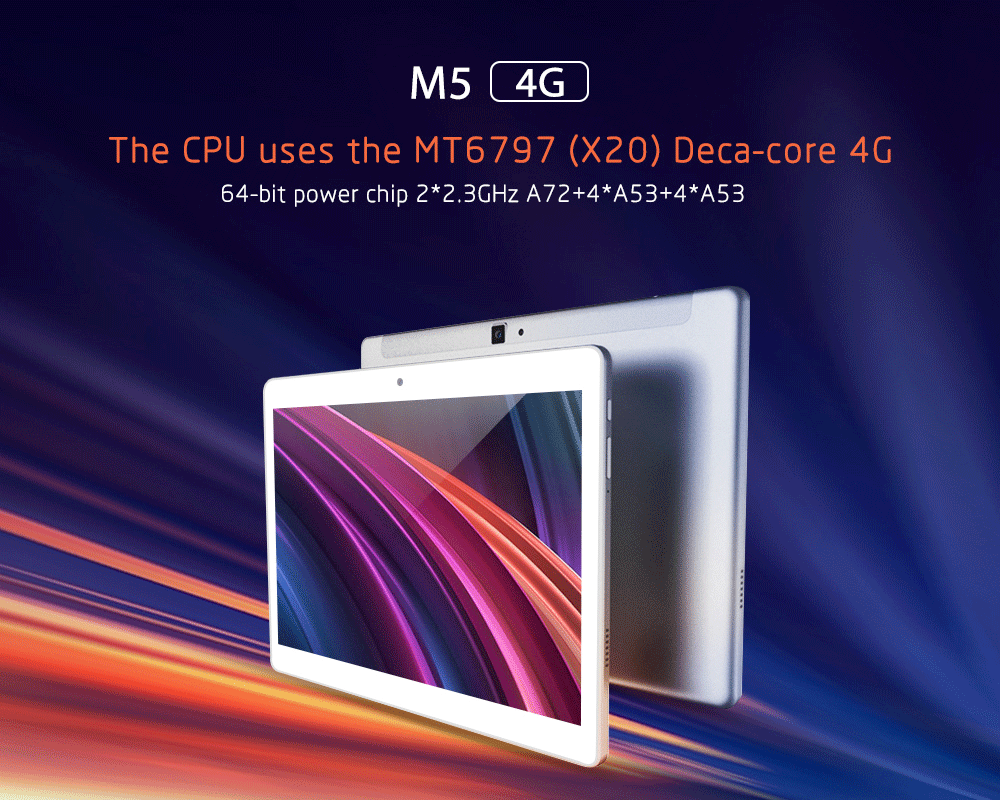 M5 4G
The CPU uses the MT6797 (X20) Deca-core 4G
64-bit power chip 2*2.3GHz A72+4*A53+4*A53